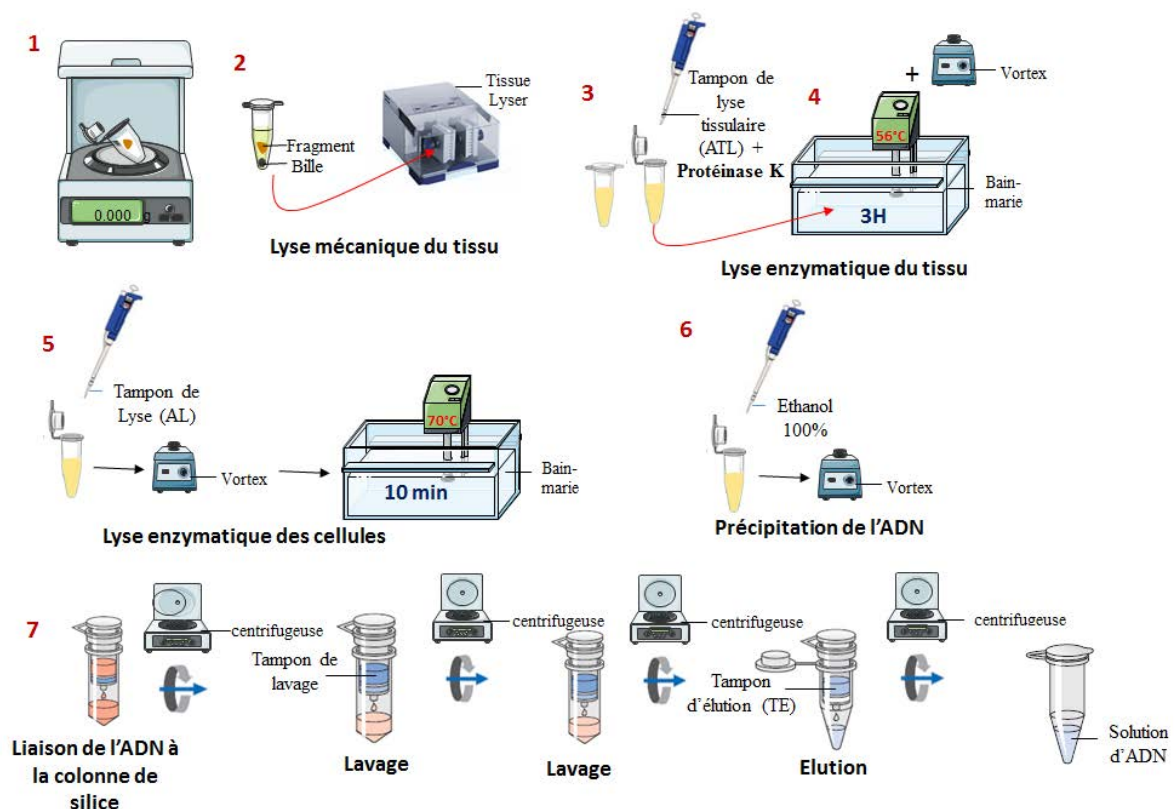 1
0.000 g
2
Fragment
Bille
Tissue
Lyser
Lyse mécanique du tissu
3
Tampon de
lyse
tissulaire
(ATL) +
Protéinase K
4
+
Vortex
56°C
Bain-
marie
3H
Lyse enzymatique du tissu
5
Tampon de
Lyse (AL)
Vortex
70°C
Bain-
marie
10 min
Lyse enzymatique des cellules
6
Ethanol
100%
Vortex
Précipitation de l'ADN
7
centrifugeuse
Liaison de l'ADN à
la colonne de
silice
Tampon de
lavage
centrifugeuse
Lavage
centrifugeuse
Lavage
Tampon
d'élution (TE)
centrifugeuse
Elution
Solution
d'ADN